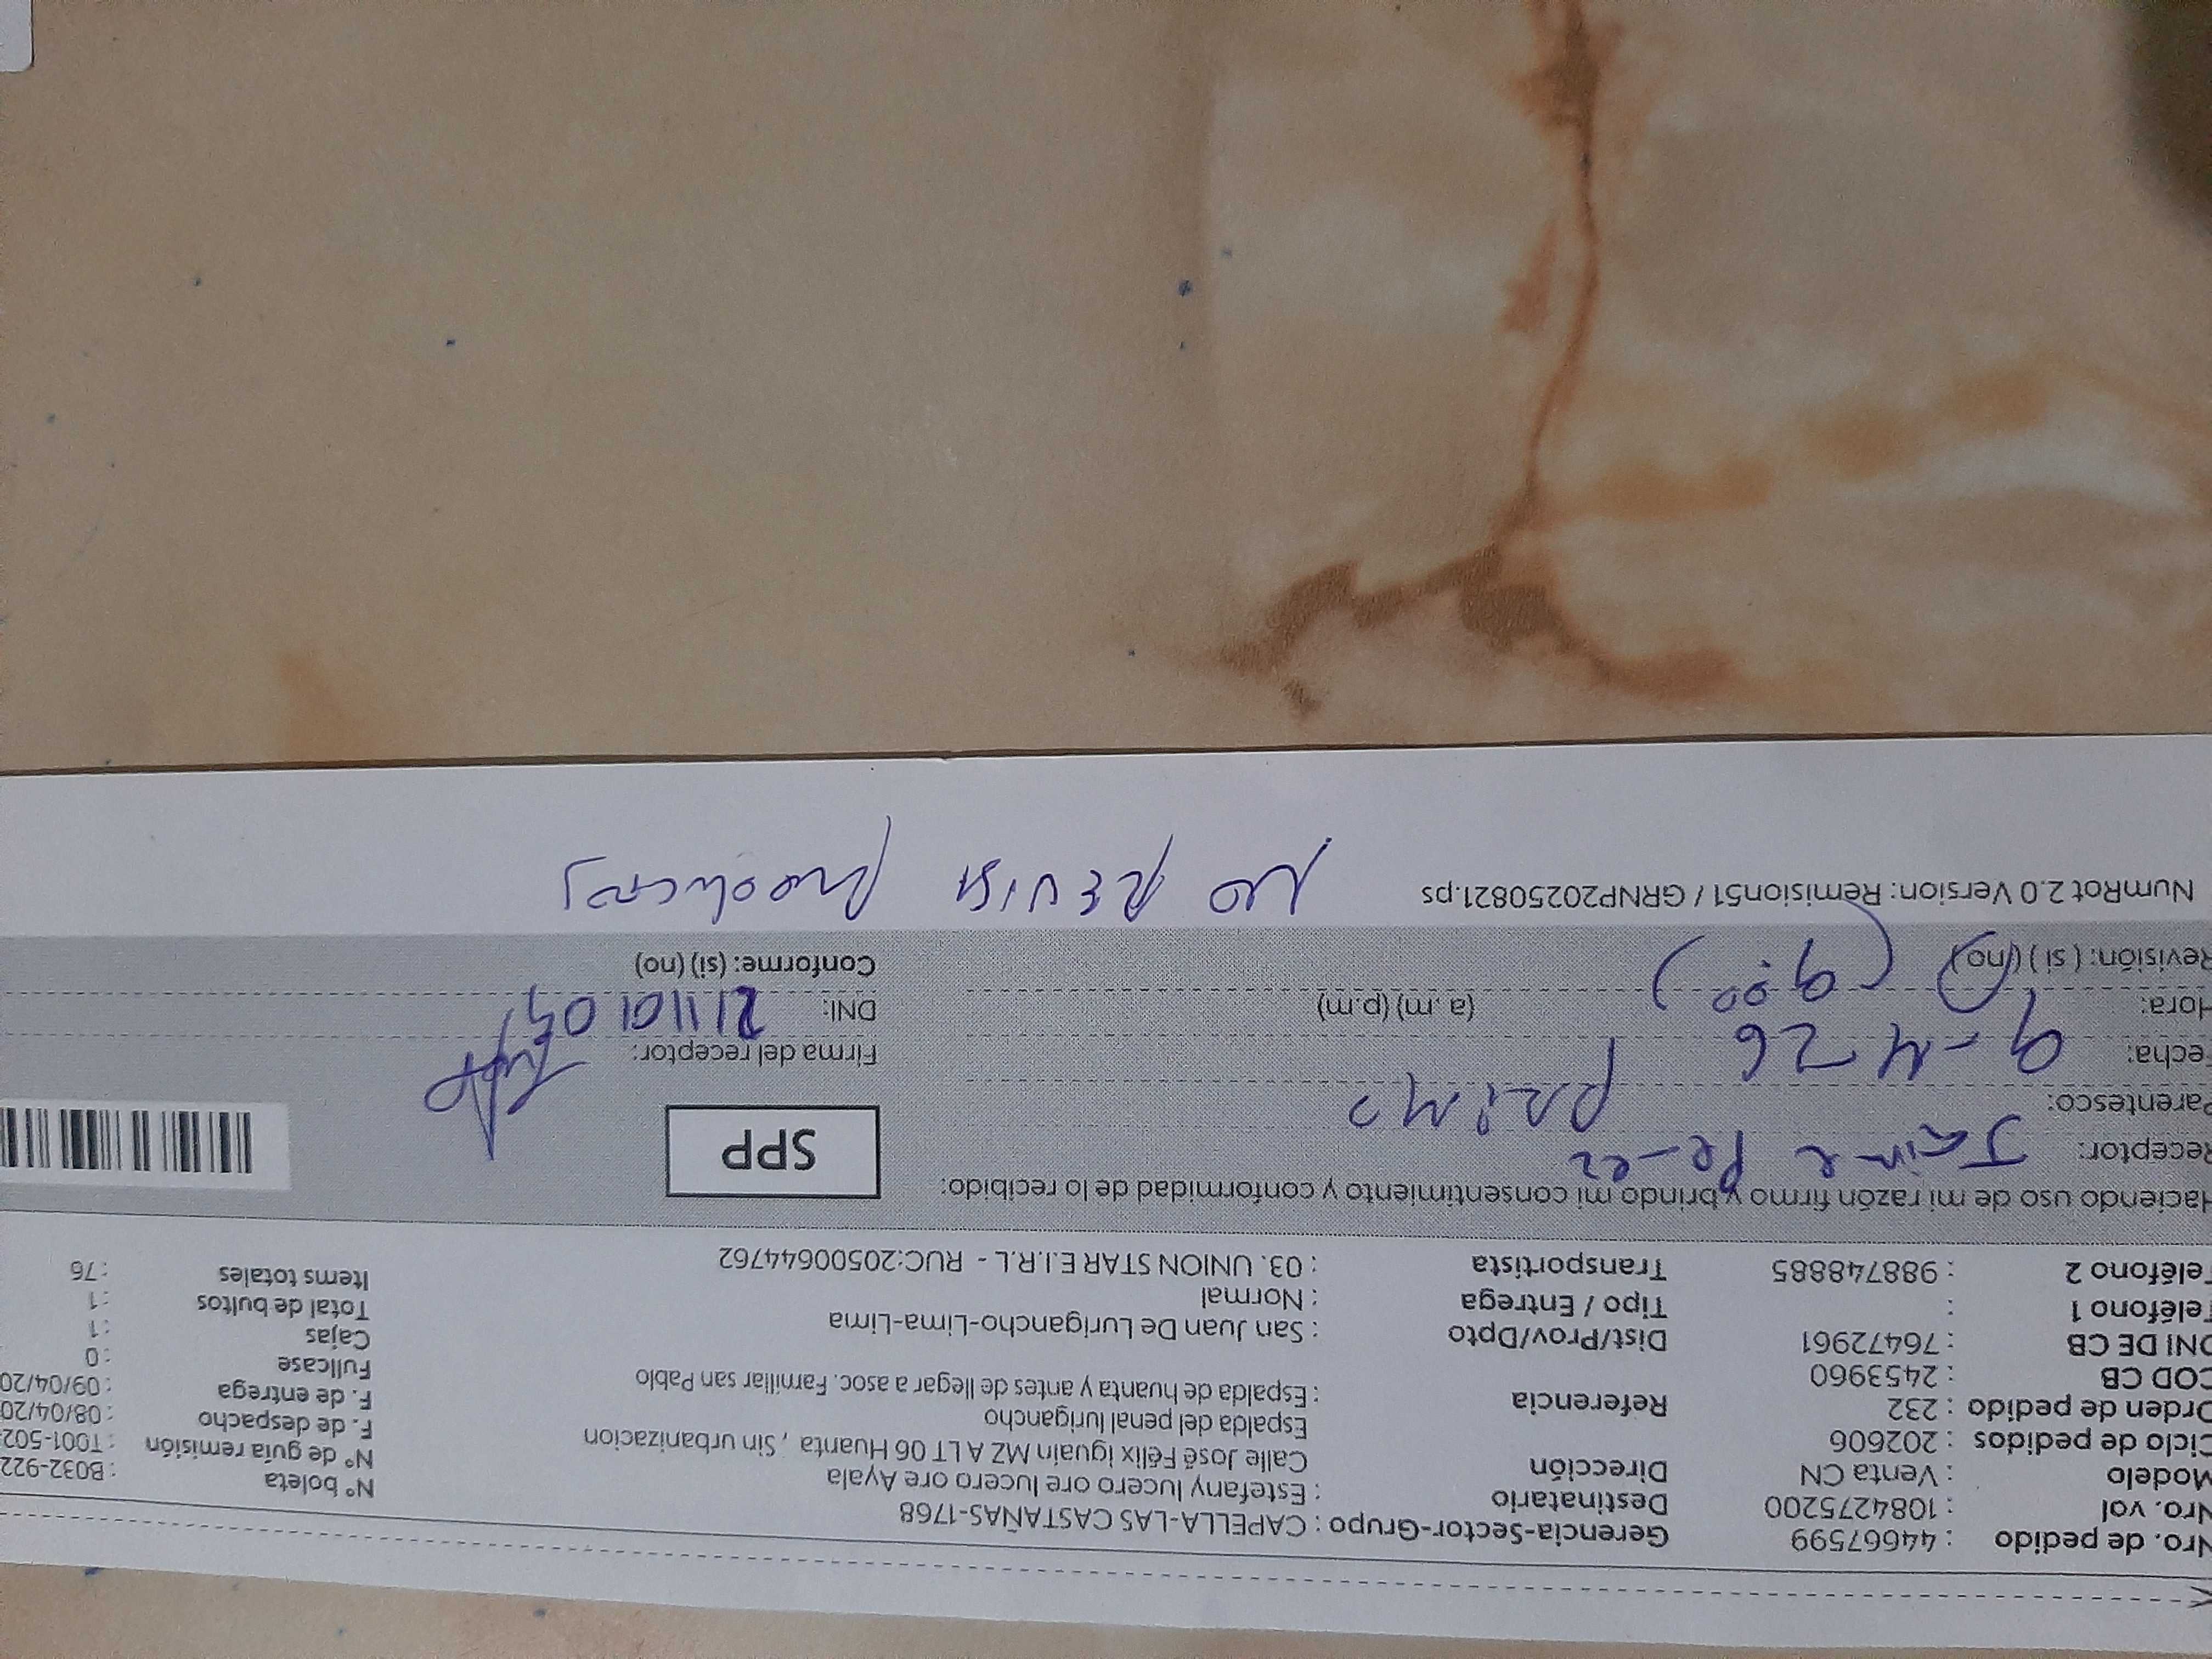 Nro. de pedido : 44667599 Gerencia-Sector-Grupo : CAPELLA-LAS CASTAÑAS-1768
Nro. vol : 1084275200 Destinatario : Estefany lucero ore lucero ore Ayala Nº boleta : B032-922
Modelo : Venta CN Dirección Calle José Félix Iguain MZ A LT 06 Huanta , Sin urbanizacion Nº de guía remisión : T001-502
Ciclo de pedidos : 202606 Espalda del penal lurigancho F. de despacho : 08/04/20
Orden de pedido : 232 Referencia : Espalda de huanta y antes de llegar a asoc. Familiar san Pablo F. de entrega : 09/04/20
COD CB : 2453960 Fullcase : 0
DNI DE CB : 76472961 Dist/Prov/Dpto : San Juan De Lurigancho-Lima-Lima Cajas : 1
Teléfono 1 : Tipo / Entrega : Normal Total de bultos : 1
Teléfono 2 : 988748885 Transportista : 03. UNION STAR E.I.R.L - RUC:20500644762 Items totales : 76
Haciendo uso de mi razón firmo y brindo mi consentimiento y conformidad de lo recibido:
Receptor: Jaime Perez SPP
Parentesco: PRIMO
Fecha: 9-4-26 Firma del receptor:
Hora: (9:00) (a.m) (p.m) DNI:
Revisión: ( si ) (no) Conforme: (si) (no)
NumRot 2.0 Version: Remision51 / GRNP20250821.ps NO REVISA PRODUCTOS